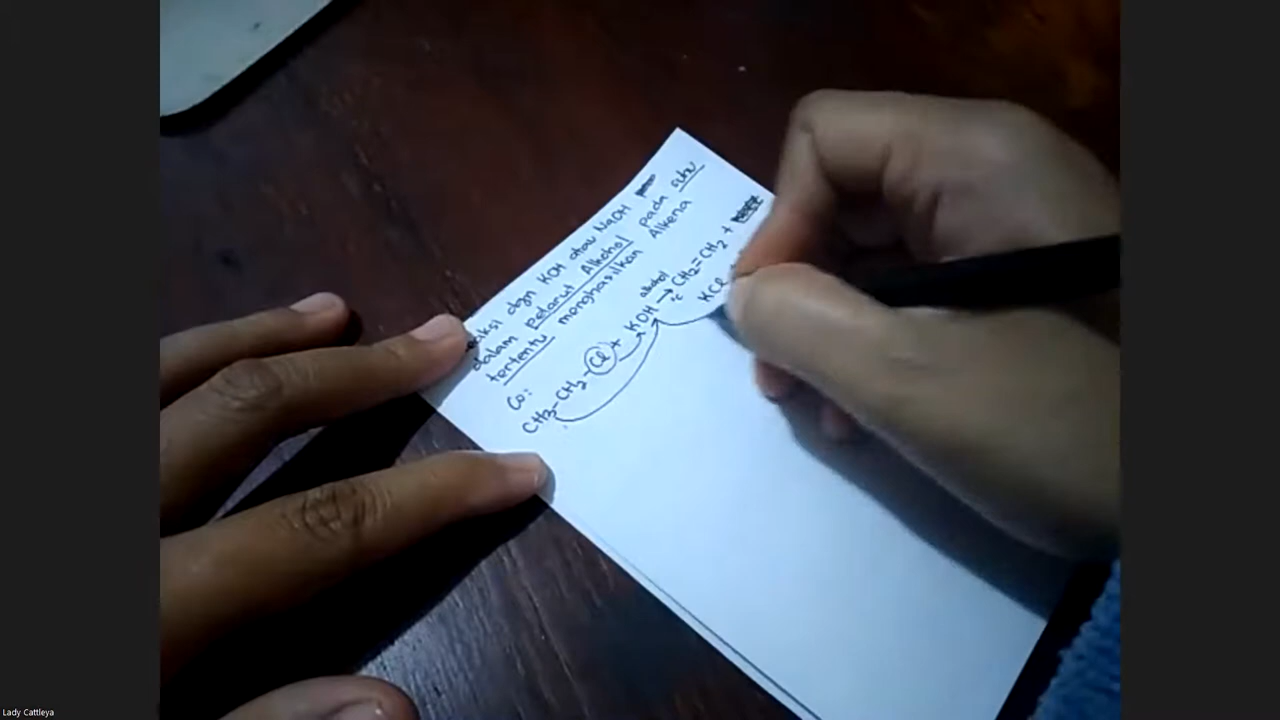 dgn KOH atau NaOH
dalam pelarut Alkohol pada suhu
tertentu menghasilkan Alkena
Co:
alkohol
CH3-CH2-Cl + KOH → CH2=CH2 +
KCl
Lady Cattleya